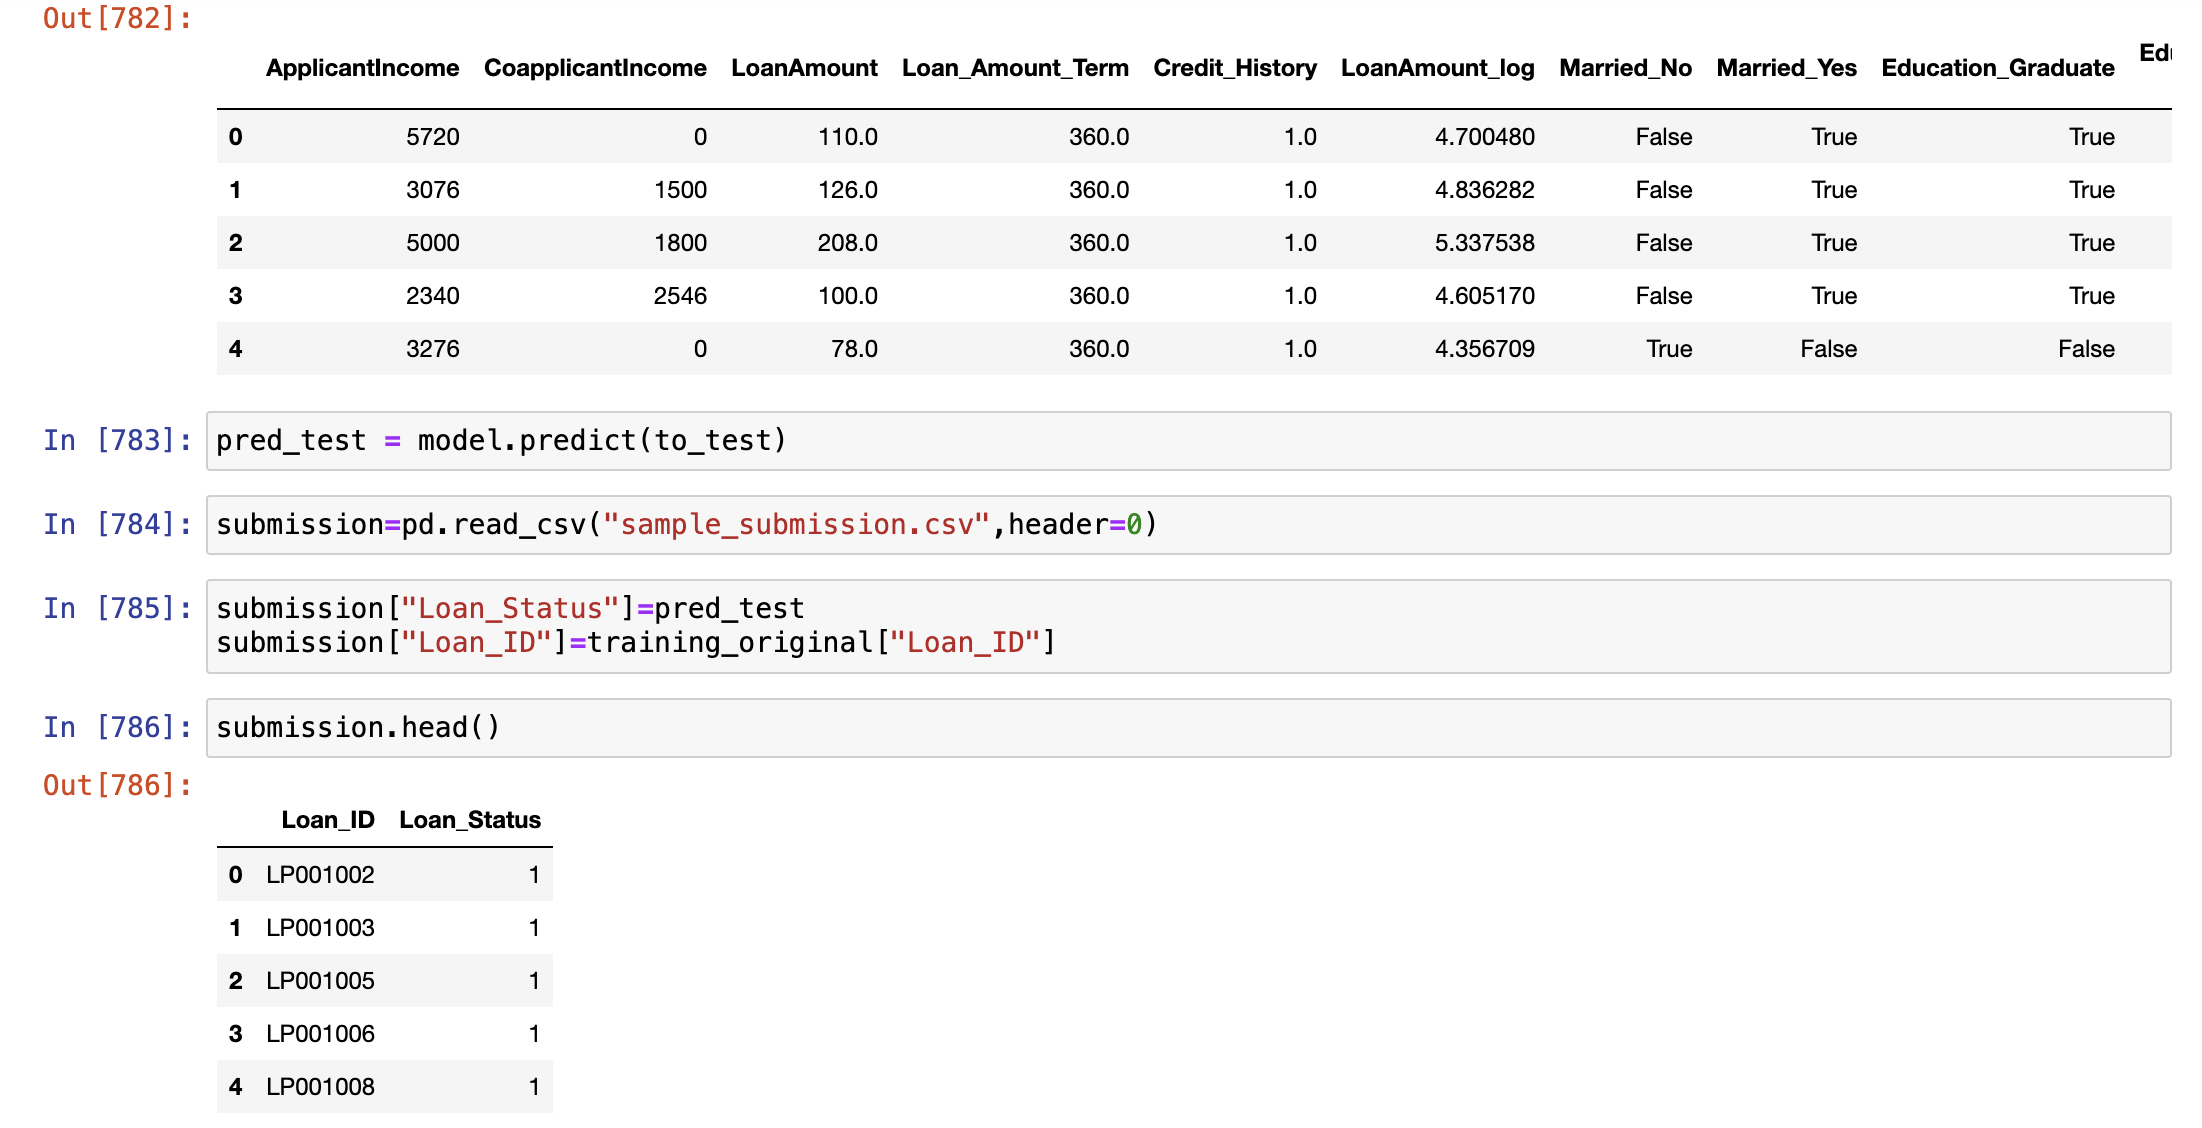 Out[782]:
ApplicantIncome CoapplicantIncome LoanAmount Loan_Amount_Term Credit_History LoanAmount_log Married_No Married_Yes Education_Graduate
0 5720 0 110.0 360.0 1.0 4.700480 False True True
1 3076 1500 126.0 360.0 1.0 4.836282 False True True
2 5000 1800 208.0 360.0 1.0 5.337538 False True True
3 2340 2546 100.0 360.0 1.0 4.605170 False True True
4 3276 0 78.0 360.0 1.0 4.356709 True False False
In [783]: pred_test = model.predict(to_test)
In [784]: submission=pd.read_csv("sample_submission.csv",header=0)
In [785]: submission["Loan_Status"]=pred_test
submission["Loan_ID"]=training_original["Loan_ID"]
In [786]: submission.head()
Out[786]:
Loan_ID Loan_Status
0 LP001002 1
1 LP001003 1
2 LP001005 1
3 LP001006 1
4 LP001008 1